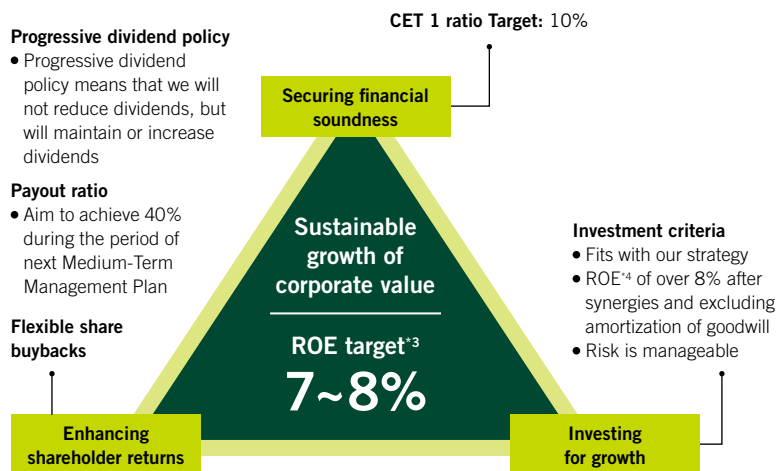 CET 1 ratio Target: 10%
Progressive dividend policy
• Progressive dividend
policy means that we will
not reduce dividends, but
will maintain or increase
dividends
Securing financial
soundness
Payout ratio
• Aim to achieve 40%
during the period of
next Medium-Term
Management Plan
Flexible share
buybacks
Sustainable
growth of
corporate value
ROE target*3
7~8%
Investment criteria
• Fits with our strategy
• ROE*4 of over 8% after
synergies and excluding
amortization of goodwill
• Risk is manageable
Enhancing
shareholder returns
Investing
for growth